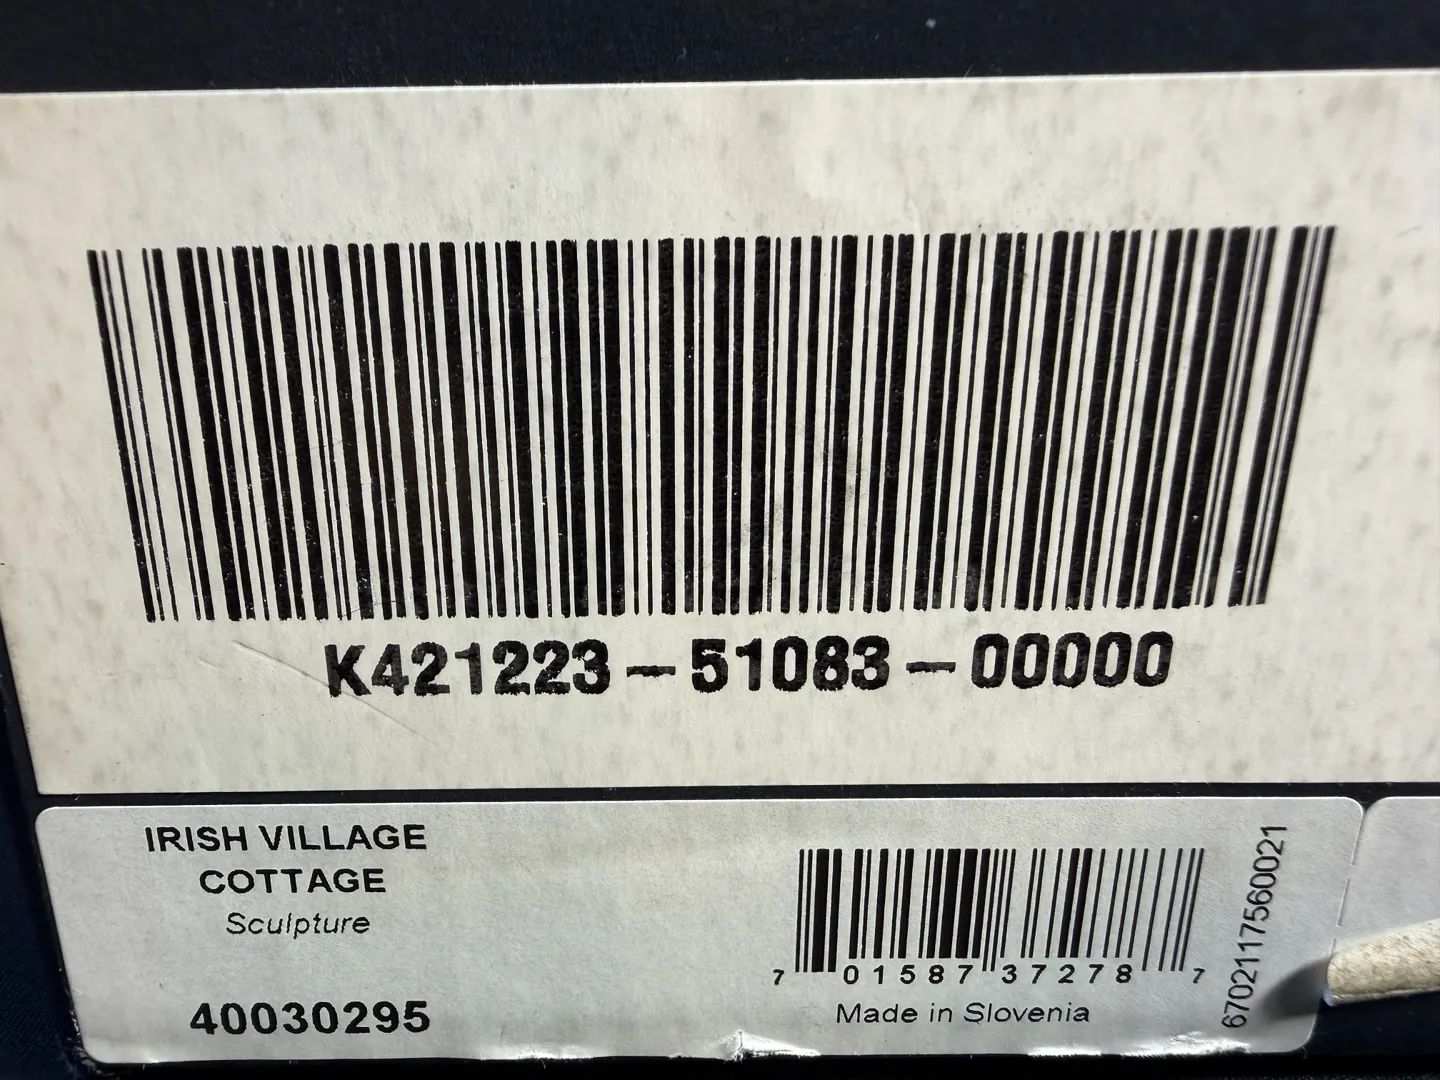 K421223-51083-00000
IRISH VILLAGE
COTTAGE
Sculpture
40030295
7 01587 37278 7
Made in Slovenia
6702117560021